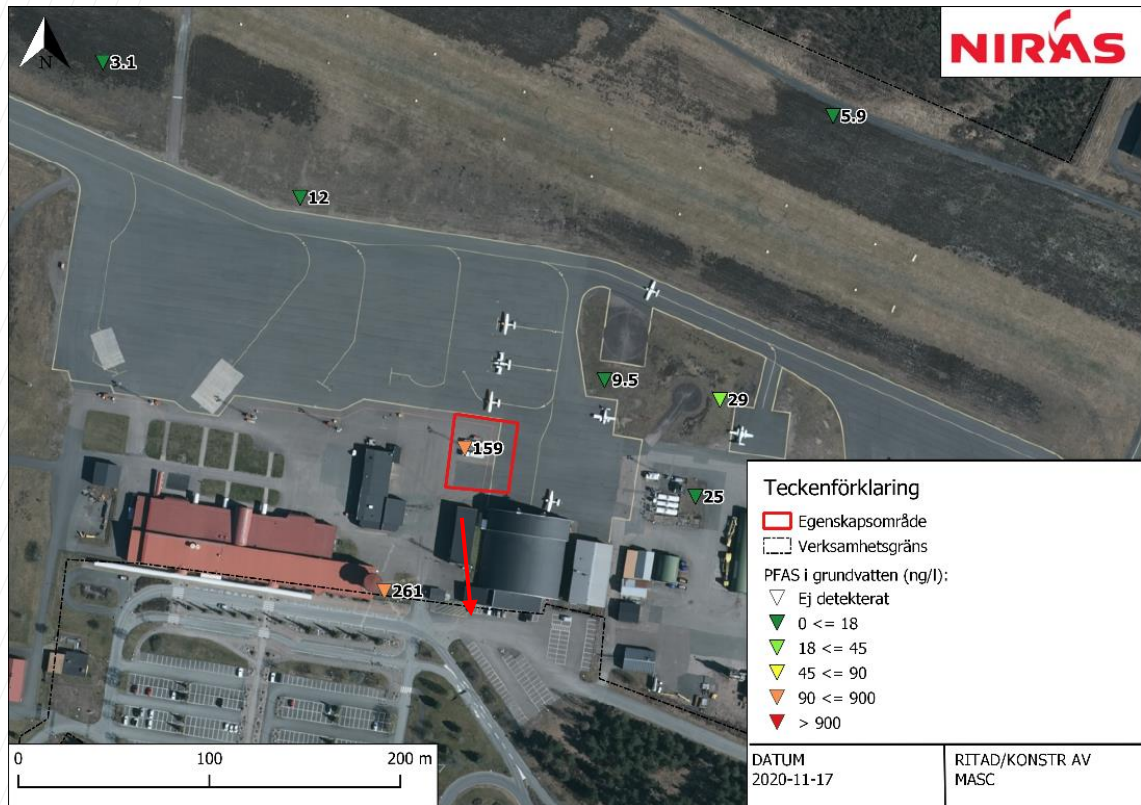 NIRAS
N
3.1
5.9
12
9.5
29
159
25
261
Teckenförklaring
Egenskapsområde
Verksamhetsgräns
PFAS i grundvatten (ng/l):
Ej detekterat
0 <= 18
18 <= 45
45 <= 90
90 <= 900
> 900
0 100 200 m
DATUM
2020-11-17
RITAD/KONSTR AV
MASC